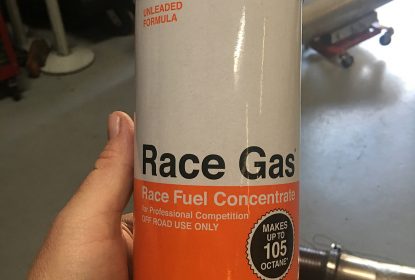 UNLEADED
FORMULA
Race Gas®
Race Fuel Concentrate
For Professional Competition
OFF ROAD USE ONLY
MAKES
UP TO
105
OCTANE*